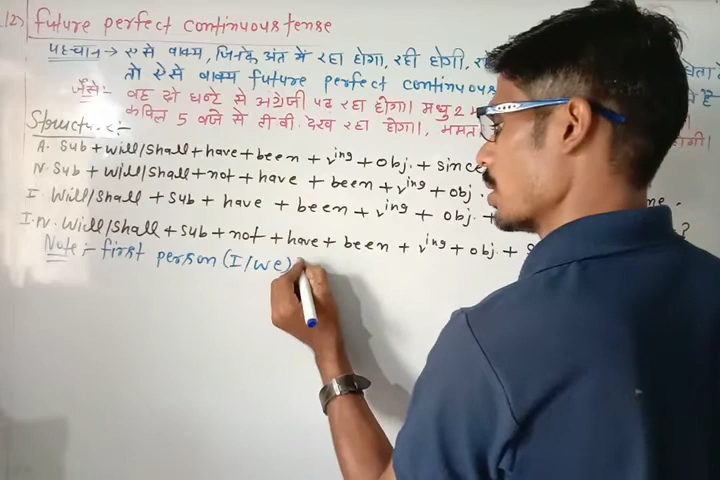 12) future perfect continuous tense
पहचान → ऐसे वाक्य, जिनके अंत में रहा होगा, रही होगी,
तो ऐसे वाक्य future perfect continuous
जैसे:- वह दो घन्टे से अंग्रेजी पढ़ रहा होगा। मधु 2
कपिल 5 बजे से टी.वी. देख रहा होगा, ममता
Structure:-
A. Sub + will/shall + have + been + v ing + obj. + since
N. Sub + will/shall + not + have + been + v ing + obj
I. Will/shall + sub + have + been + v ing + obj. +
I.N. Will/shall + sub + not + have + been + v ing + obj. +
Note:- first person (I/we)